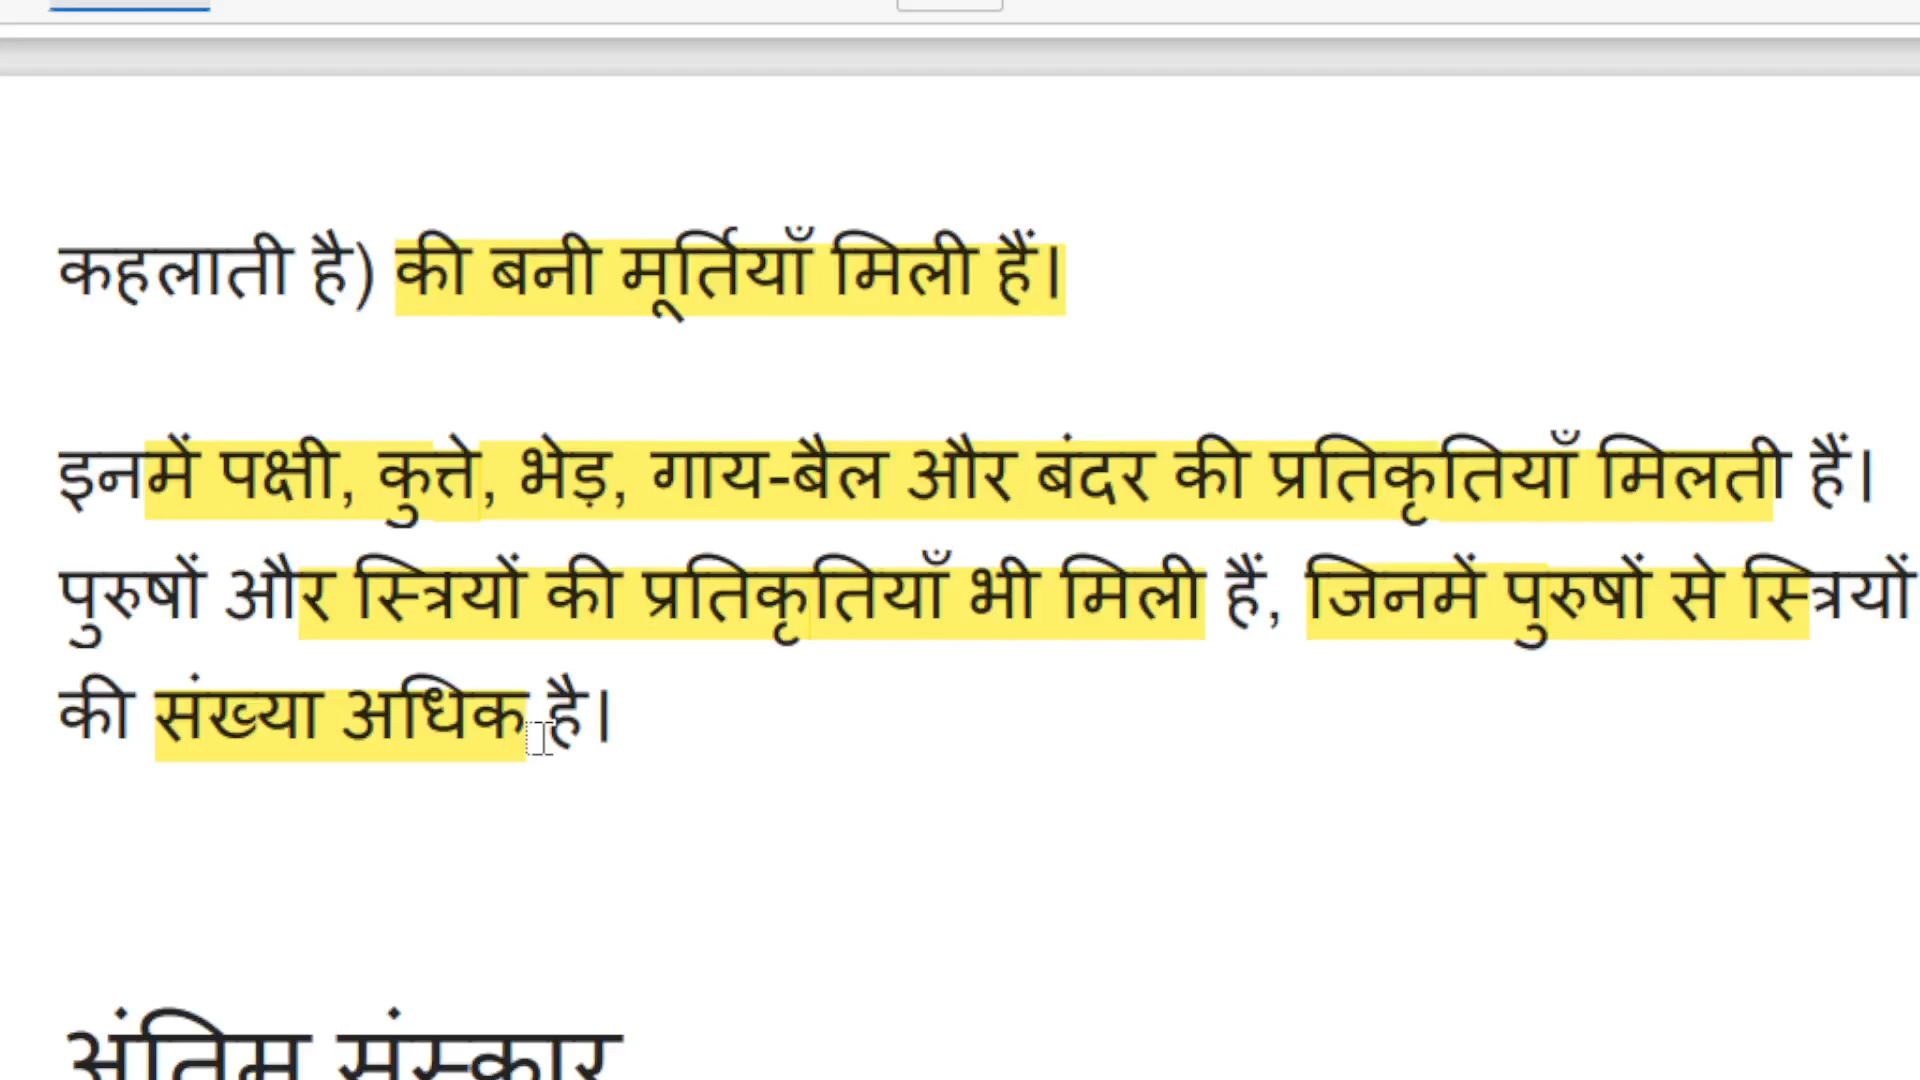 कहलाती है) की बनी मूर्तियाँ मिली हैं।
इनमें पक्षी, कुत्ते, भेड़, गाय-बैल और बंदर की प्रतिकृतियाँ मिलती हैं।
पुरुषों और स्त्रियों की प्रतिकृतियाँ भी मिली हैं, जिनमें पुरुषों से स्त्रियों
की संख्या अधिक है।
अंतिम संस्कार